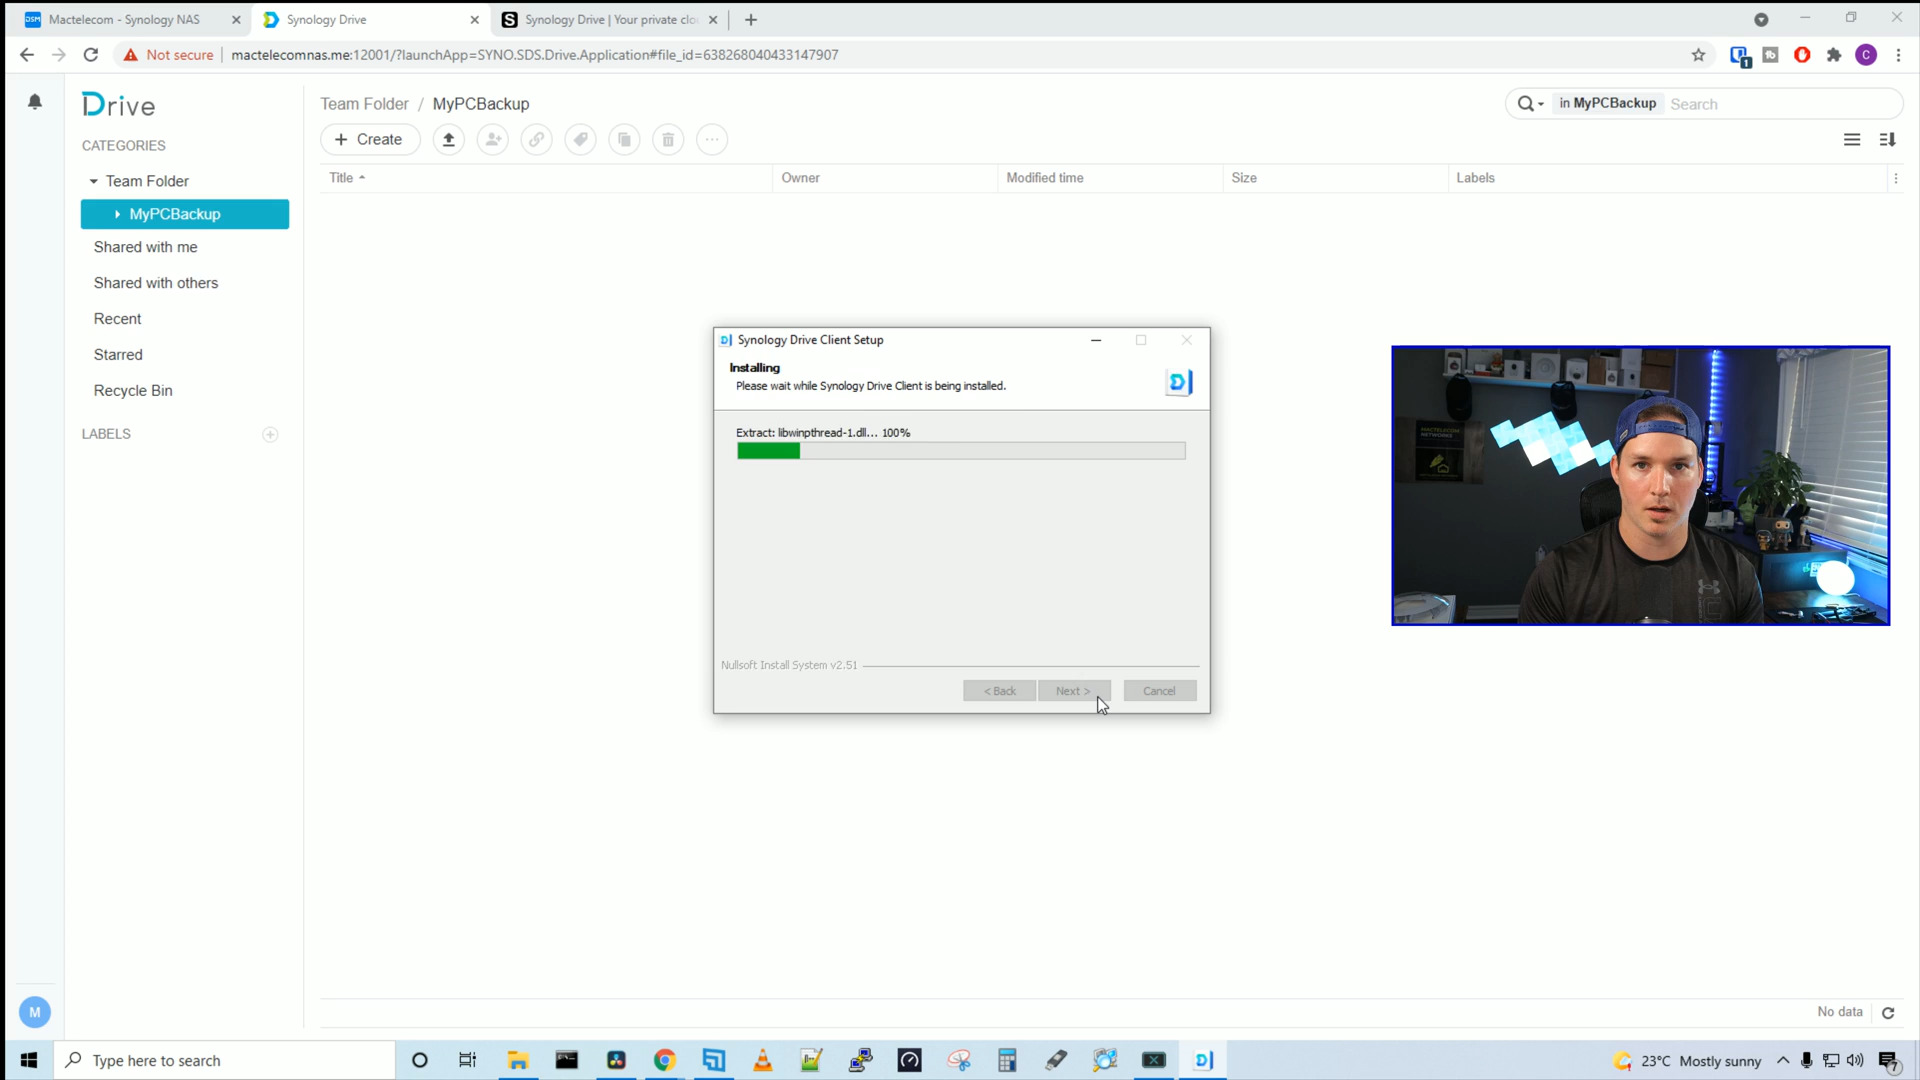 Mactelecom - Synology NAS
Synology Drive
Synology Drive | Your private clo
Not secure
mactelecomnas.me:12001/?launchApp=SYNO.SDS.Drive.Application#file_id=638268040433147907
Drive
CATEGORIES
Team Folder
MyPCBackup
Shared with me
Shared with others
Recent
Starred
Recycle Bin
LABELS
M
Team Folder / MyPCBackup
in MyPCBackup Search
+ Create
Title Owner Modified time Size Labels
Synology Drive Client Setup
Installing
Please wait while Synology Drive Client is being installed.
Extract: libwinpthread-1.dll... 100%
Nullsoft Install System v2.51
< Back Next > Cancel
MACTELECOM
NETWORKS
No data
Type here to search
23°C Mostly sunny
7